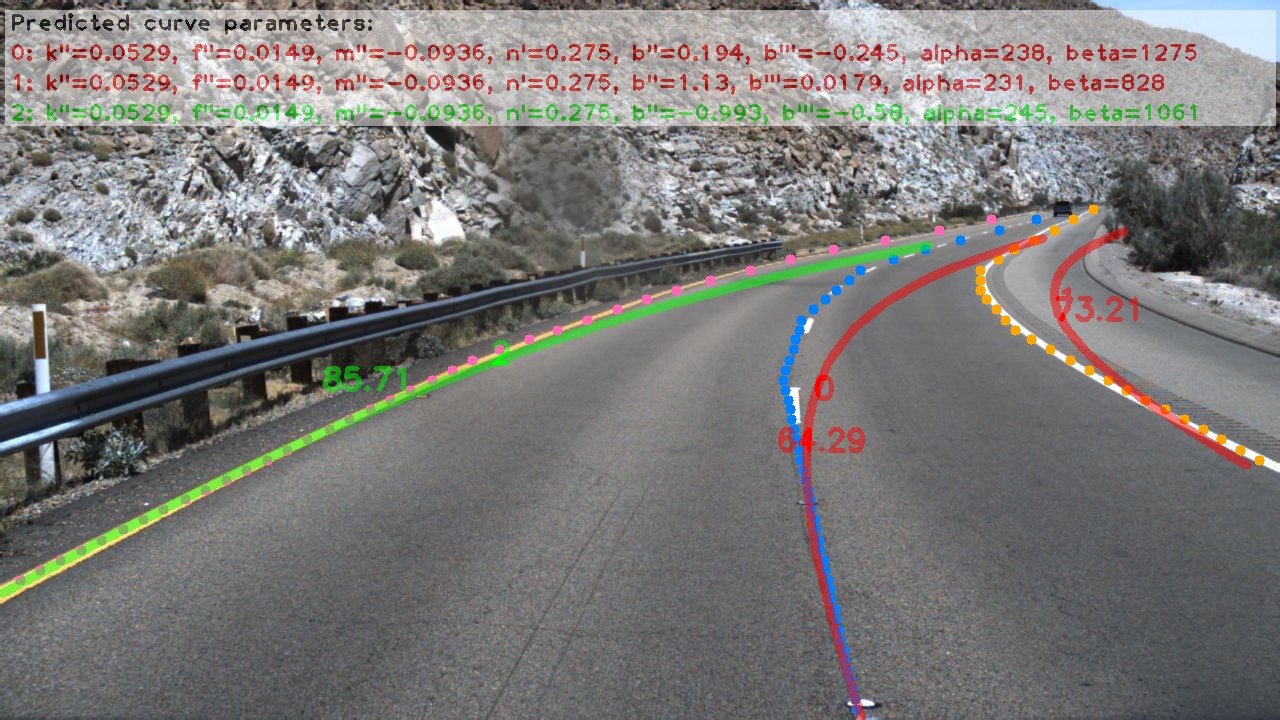 Predicted curve parameters:
0: k''=0.0529, f''=0.0149, m''=-0.0936, n'=0.275, b''=0.194, b'''=-0.245, alpha=238, beta=1275
1: k''=0.0529, f''=0.0149, m''=-0.0936, n'=0.275, b''=1.13, b'''=0.0179, alpha=231, beta=828
2: k''=0.0529, f''=0.0149, m''=-0.0936, n'=0.275, b''=-0.993, b'''=-0.58, alpha=245, beta=1061
73.21
2
85.71
0
64.29